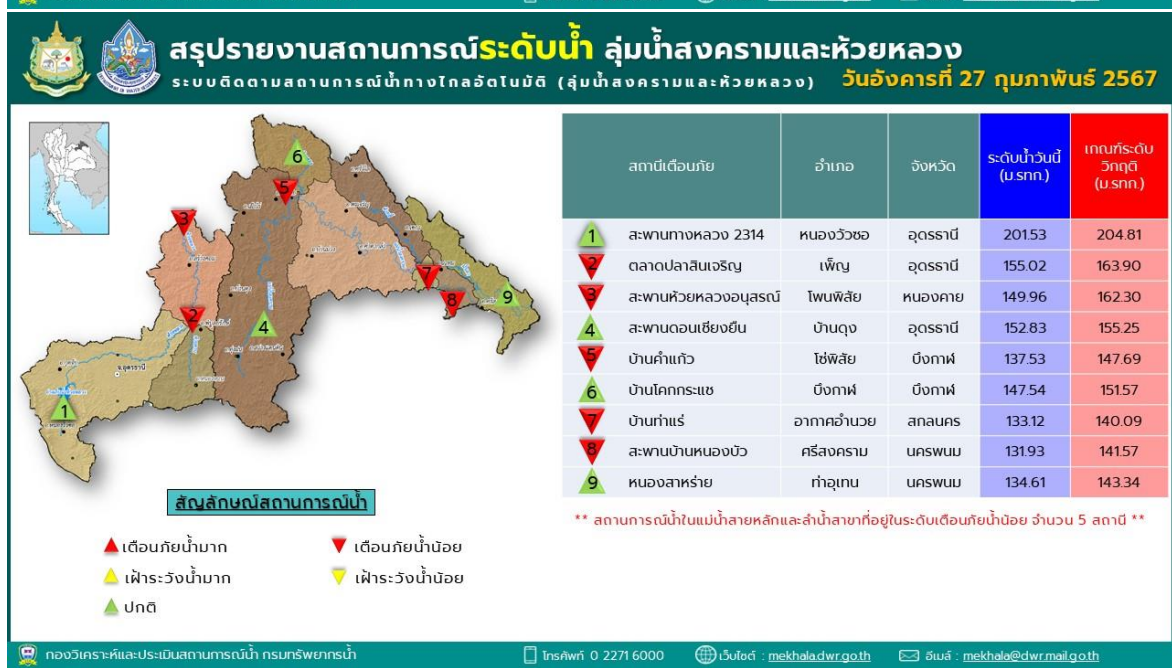 สรุปรายงานสถานการณ์ระดับน้ำ ลุ่มน้ำสงครามและห้วยหลวง
ระบบติดตามสถานการณ์น้ำทางไกลอัตโนมัติ (ลุ่มน้ำสงครามและห้วยหลวง) วันอังคารที่ 27 กุมภาพันธ์ 2567
สถานีเตือนภัย อำเภอ จังหวัด ระดับน้ำวันนี้ (ม.รทก.) เกณฑ์ระดับวิกฤติ (ม.รทก.)
1 สะพานทางหลวง 2314 หนองวัวซอ อุดรธานี 201.53 204.81
2 ตลาดปลาสินเจริญ เพ็ญ อุดรธานี 155.02 163.90
3 สะพานห้วยหลวงอนุสรณ์ โพนพิสัย หนองคาย 149.96 162.30
4 สะพานดอนเชียงยืน บ้านดุง อุดรธานี 152.83 155.25
5 บ้านคำแก้ว โซ่พิสัย บึงกาฬ 137.53 147.69
6 บ้านโคกกระแซ บึงกาฬ บึงกาฬ 147.54 151.57
7 บ้านท่าแร่ อากาศอำนวย สกลนคร 133.12 140.09
8 สะพานบ้านหนองบัว ศรีสงคราม นครพนม 131.93 141.57
9 หนองสาหร่าย ท่าอุเทน นครพนม 134.61 143.34
** สถานการณ์น้ำในแม่น้ำสายหลักและลำน้ำสาขาที่อยู่ในระดับเตือนภัยน้ำน้อย จำนวน 5 สถานี **
6
5
3
7
8
9
2
4
1
สัญลักษณ์สถานการณ์น้ำ
เตือนภัยน้ำมาก เตือนภัยน้ำน้อย
เฝ้าระวังน้ำมาก เฝ้าระวังน้ำน้อย
ปกติ
กองวิเคราะห์และประเมินสถานการณ์น้ำ กรมทรัพยากรน้ำ โทรศัพท์ 0 2271 6000 เว็บไซต์ : mekhala.dwr.go.th อีเมล์ : mekhala@dwr.mail.go.th